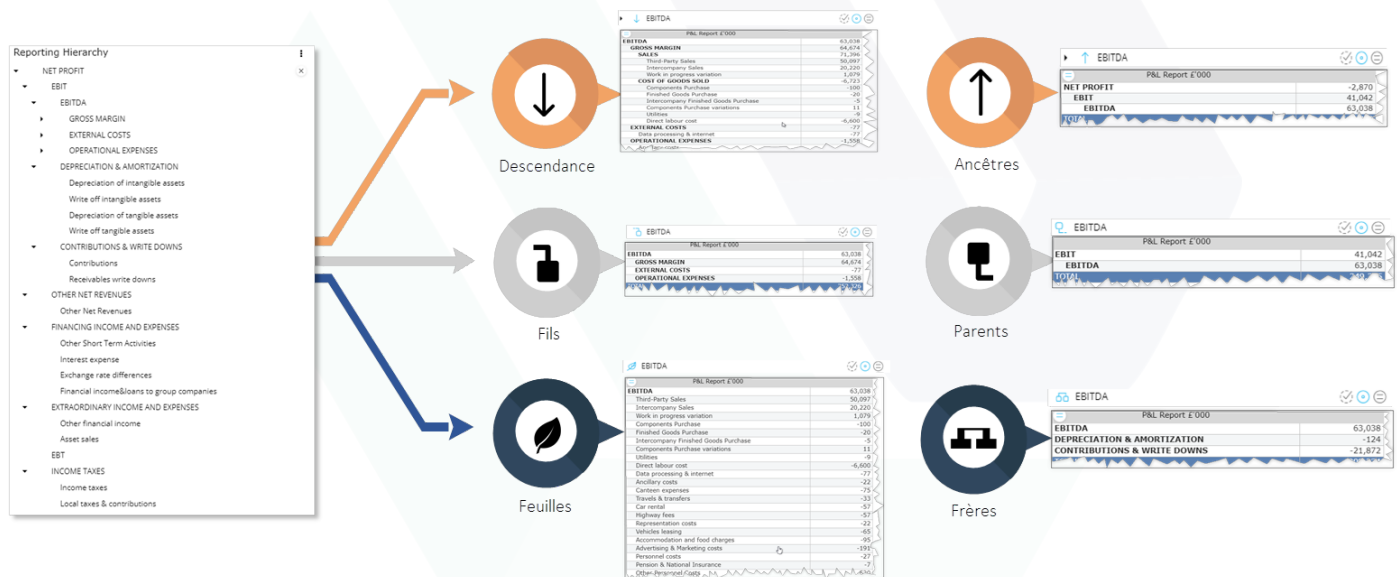 Reporting Hierarchy
NET PROFIT
EBIT
EBITDA
GROSS MARGIN
EXTERNAL COSTS
OPERATIONAL EXPENSES
DEPRECIATION & AMORTIZATION
Depreciation of intangible assets
Write off intangible assets
Depreciation of tangible assets
Write off tangible assets
CONTRIBUTIONS & WRITE DOWNS
Contributions
Receivables write downs
OTHER NET REVENUES
Other Net Revenues
FINANCING INCOME AND EXPENSES
Other Short Term Activities
Interest expense
Exchange rate differences
Financial income&loans to group companies
EXTRAORDINARY INCOME AND EXPENSES
Other financial income
Asset sales
EBT
INCOME TAXES
Income taxes
Local taxes & contributions
Descendance
EBITDA
P&L Report £'000
EBITDA 63,038
GROSS MARGIN 64,674
SALES 71,396
Third-Party Sales 50,097
Intercompany Sales 20,220
Work in progress variation 1,079
COST OF GOODS SOLD -6,723
Components Purchase -100
Finished Goods Purchase -20
Intercompany Finished Goods Purchase -5
Components Purchase variations 11
Utilities -9
Direct labour cost -6,600
EXTERNAL COSTS -77
Data processing & internet -77
OPERATIONAL EXPENSES -1,558
Fils
EBITDA
P&L Report £'000
EBITDA 63,038
GROSS MARGIN 64,674
EXTERNAL COSTS -77
OPERATIONAL EXPENSES -1,558
Feuilles
EBITDA
P&L Report £'000
EBITDA 63,038
Third-Party Sales 50,097
Intercompany Sales 20,220
Work in progress variation 1,079
Components Purchase -100
Finished Goods Purchase -20
Intercompany Finished Goods Purchase -5
Components Purchase variations 11
Utilities -9
Direct labour cost -6,600
Data processing & internet -77
Ancillary costs -22
Canteen expenses -75
Travels & transfers -33
Car rental -57
Highway fees -57
Representation costs -22
Vehicles leasing -65
Accommodation and food charges -95
Advertising & Marketing costs -191
Personnel costs -27
Pension & National Insurance -7
Other Personnel Costs
Ancêtres
EBITDA
P&L Report £'000
NET PROFIT -2,870
EBIT 41,042
EBITDA 63,038
TOTAL
Parents
EBITDA
P&L Report £'000
EBIT 41,042
EBITDA 63,038
TOTAL
Frères
EBITDA
P&L Report £'000
EBITDA 63,038
DEPRECIATION & AMORTIZATION -124
CONTRIBUTIONS & WRITE DOWNS -21,872